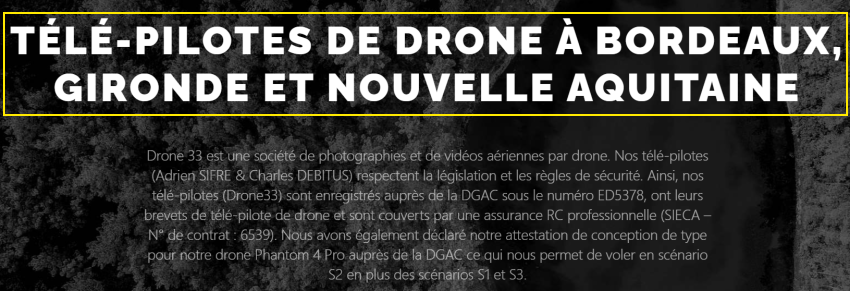 TÉLÉ-PILOTES DE DRONE À BORDEAUX,
GIRONDE ET NOUVELLE AQUITAINE
Drone 33 est une société de photographies et de vidéos aériennes par drone. Nos télé-pilotes
(Adrien SIFRE & Charles DEBITUS) respectent la législation et les règles de sécurité. Ainsi, nos
télé-pilotes (Drone33) sont enregistrés auprès de la DGAC sous le numéro ED5378, ont leurs
brevets de télé-pilote de drone et sont couverts par une assurance RC professionnelle (SIECA –
N° de contrat : 6539). Nous avons également déclaré notre attestation de conception de type
pour notre drone Phantom 4 Pro auprès de la DGAC ce qui nous permet de voler en scénario
S2 en plus des scénarios S1 et S3.